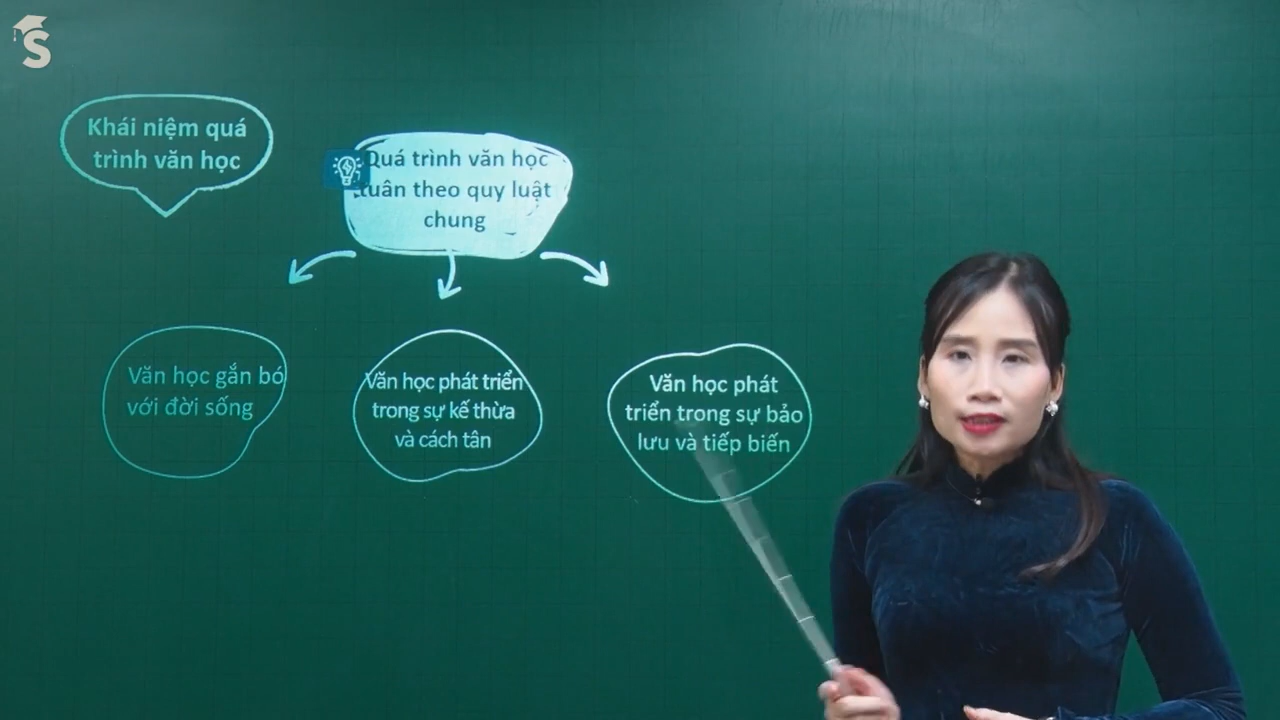 S
Khái niệm quá
trình văn học
Quá trình văn học
tuân theo quy luật
chung
Văn học gắn bó
với đời sống
Văn học phát triển
trong sự kế thừa
và cách tân
Văn học phát
triển trong sự bảo
lưu và tiếp biến